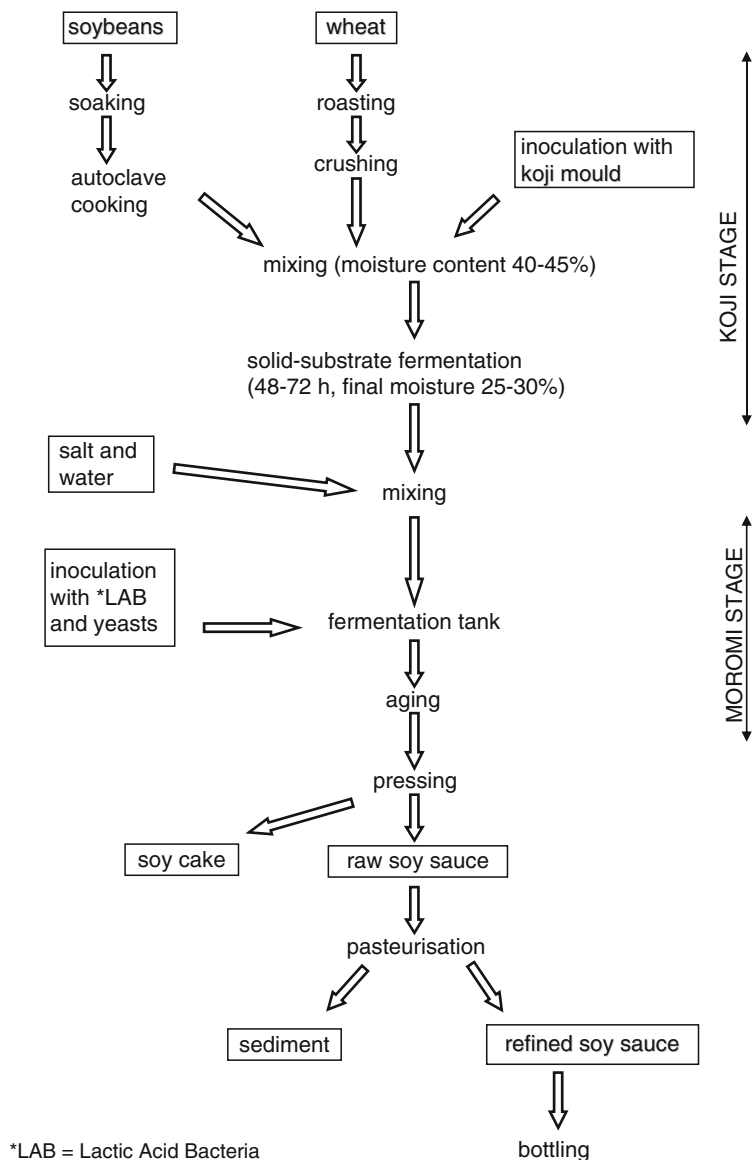 soybeans
wheat
soaking
roasting
autoclave
cooking
crushing
inoculation with
koji mould
mixing (moisture content 40-45%)
solid-substrate fermentation
(48-72 h, final moisture 25-30%)
KOJI STAGE
salt and
water
mixing
inoculation
with *LAB
and yeasts
fermentation tank
aging
MOROMI STAGE
pressing
soy cake
raw soy sauce
pasteurisation
sediment
refined soy sauce
bottling
*LAB = Lactic Acid Bacteria